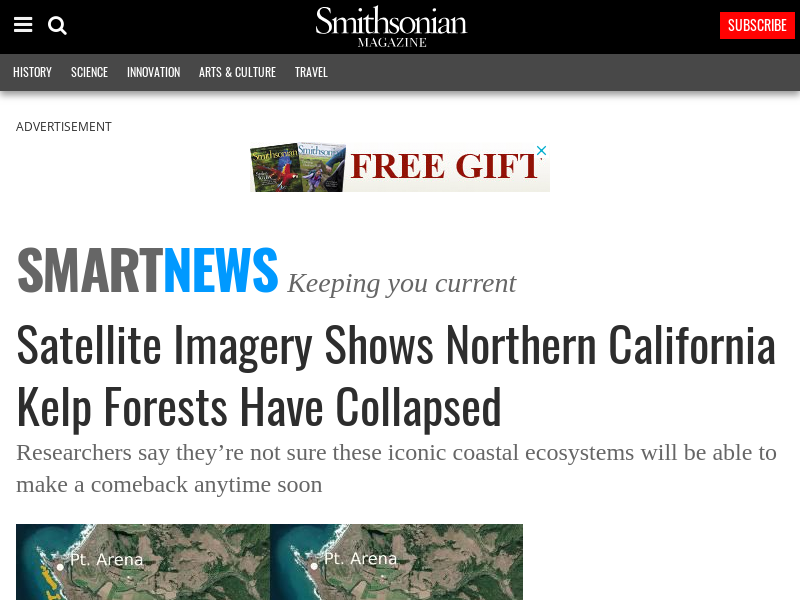 Smithsonian
MAGAZINE
SUBSCRIBE
HISTORY SCIENCE INNOVATION ARTS & CULTURE TRAVEL
ADVERTISEMENT
Smithsonian Smithsonian
FREE GIFT
SMARTNEWS Keeping you current
Satellite Imagery Shows Northern California
Kelp Forests Have Collapsed
Researchers say they’re not sure these iconic coastal ecosystems will be able to
make a comeback anytime soon
Pt. Arena Pt. Arena